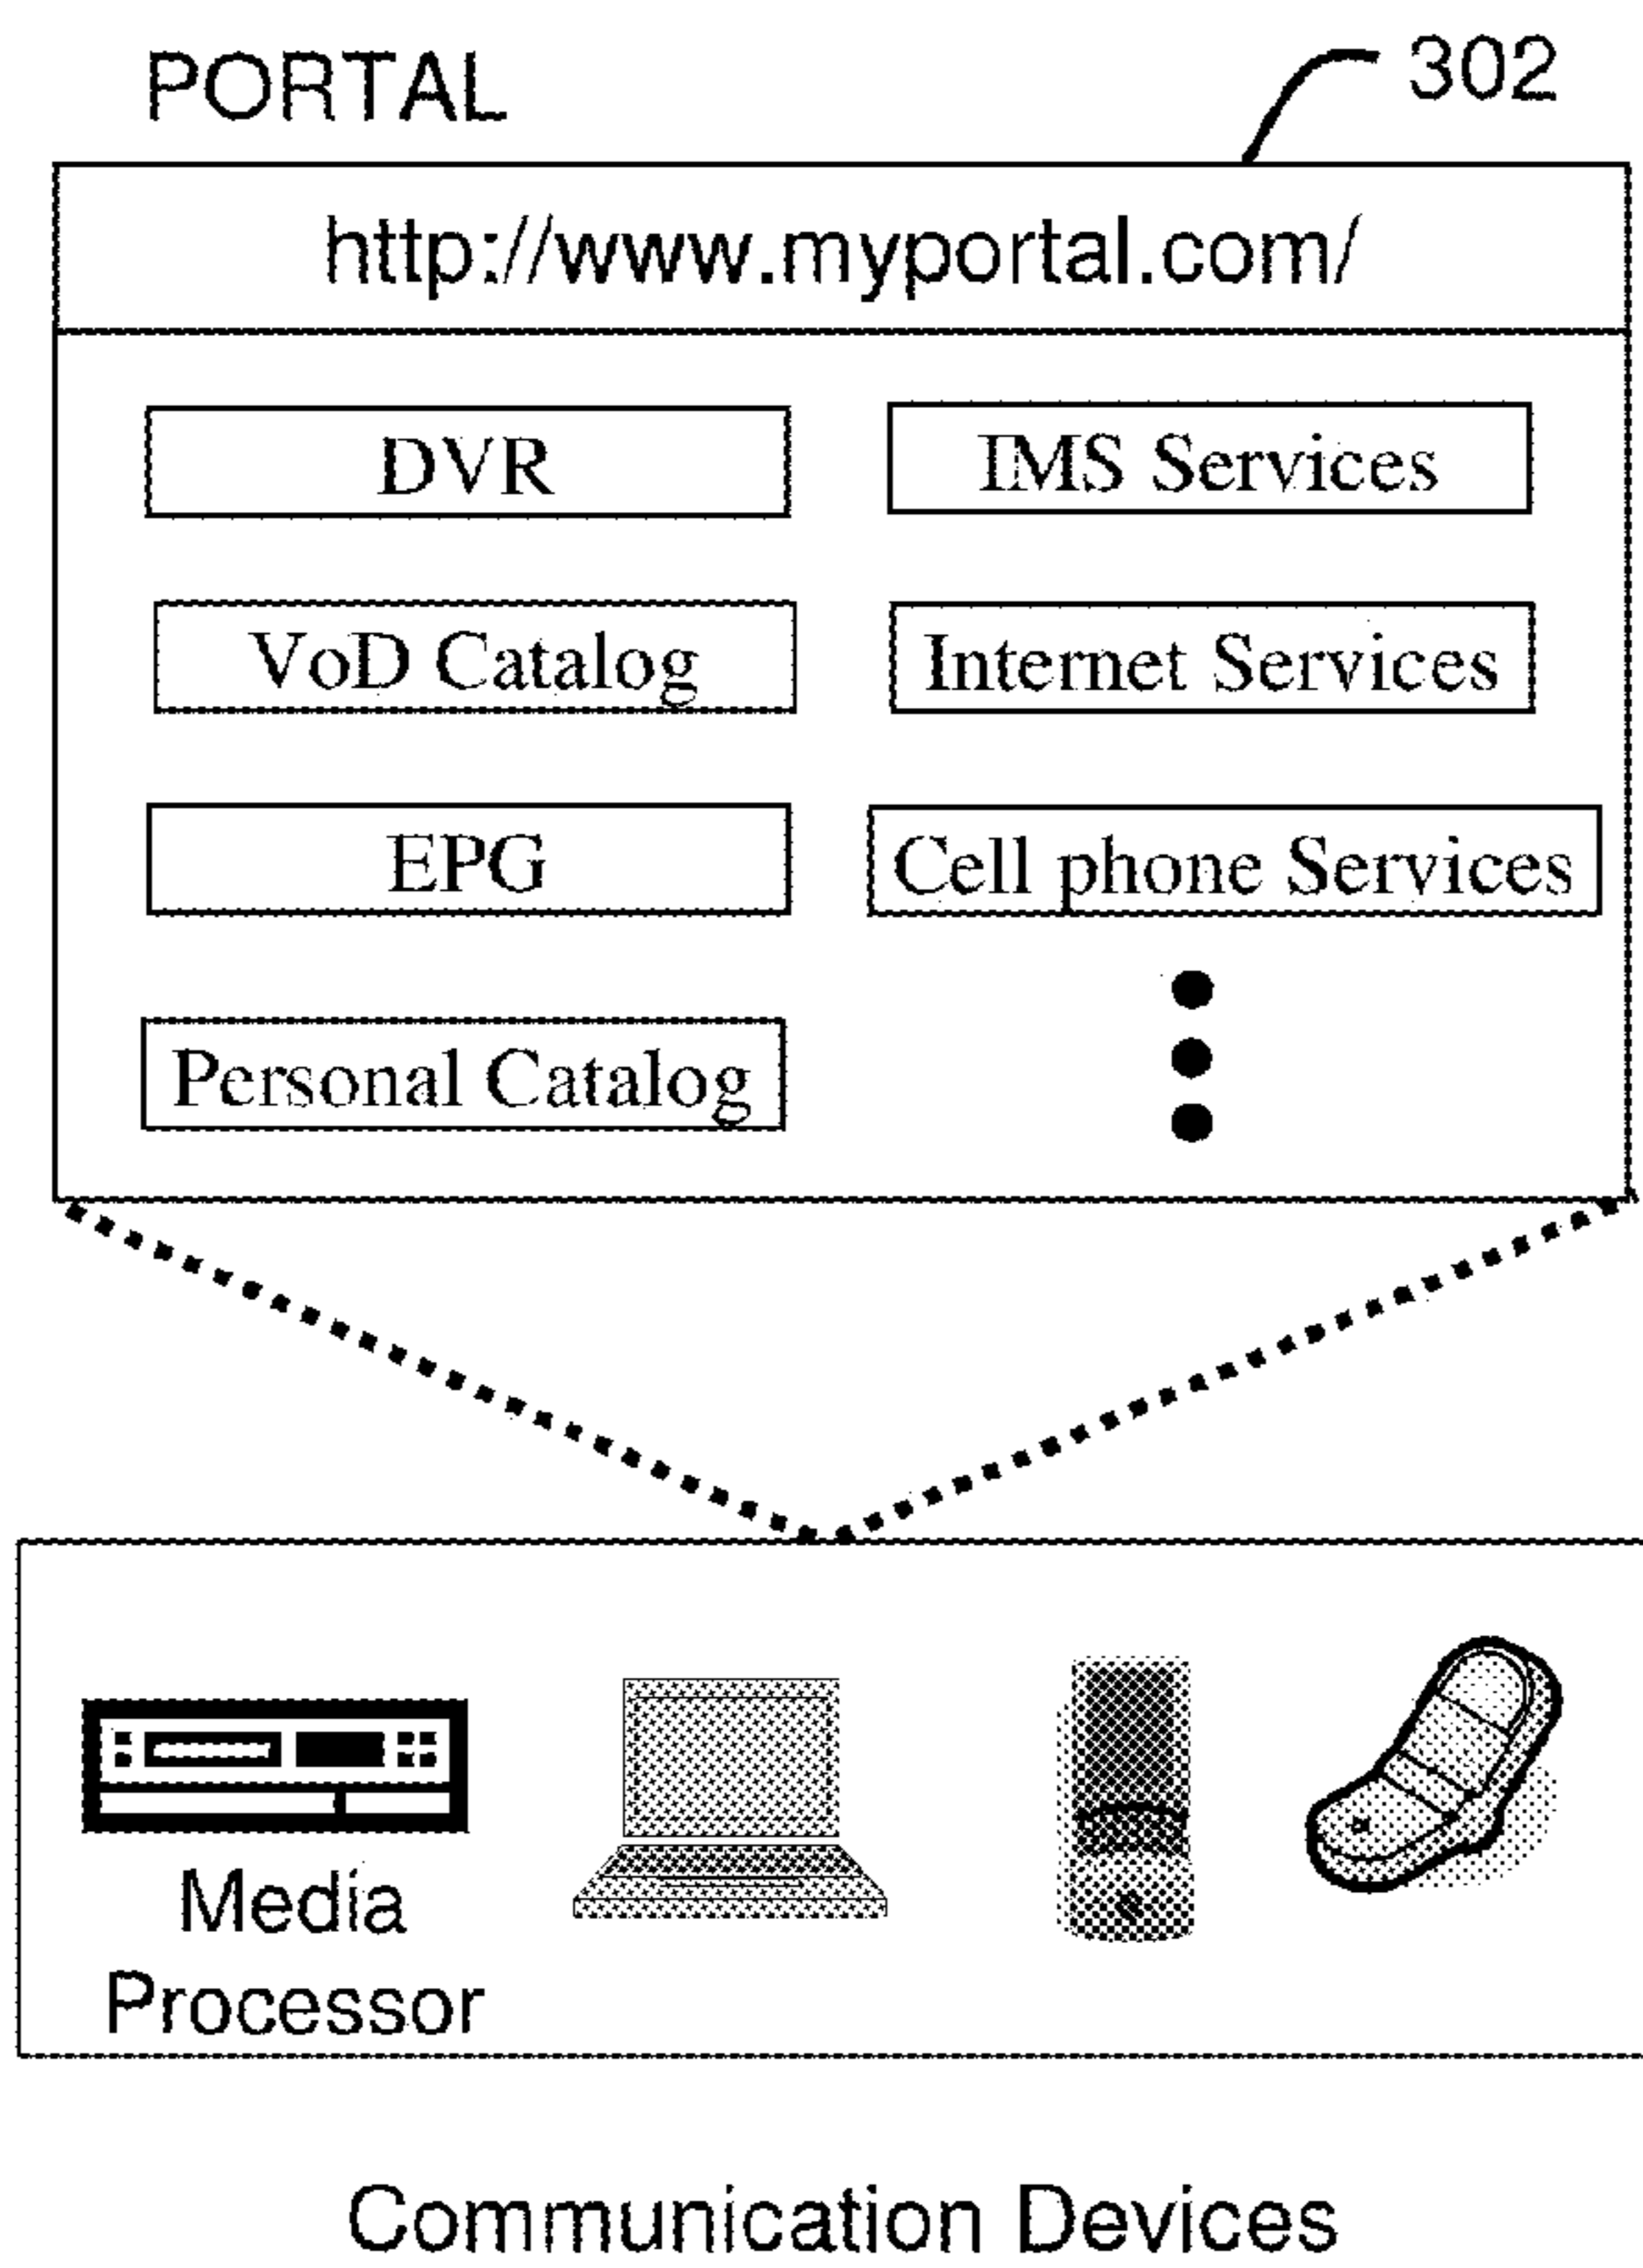 PORTAL
302
http://www.myportal.com/
DVR
IMS Services
VoD Catalog
Internet Services
EPG
Cell phone Services
Personal Catalog
Media
Processor
Communication Devices